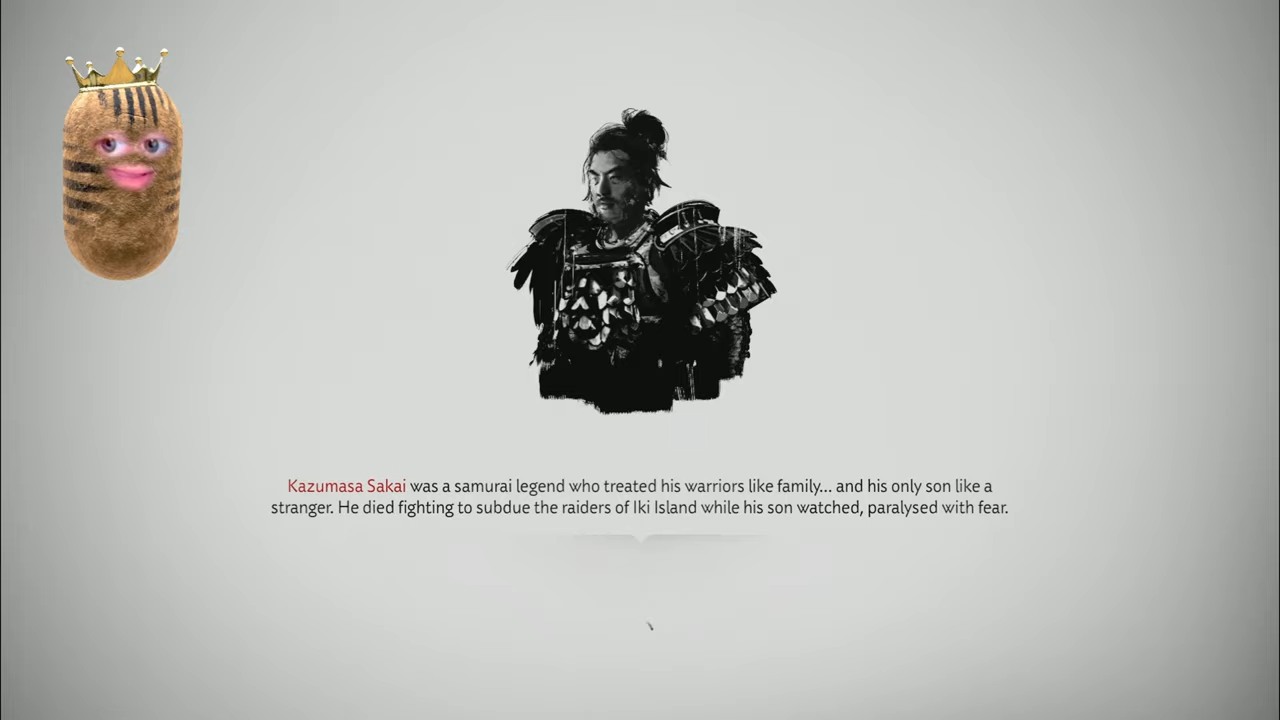 Kazumasa Sakai was a samurai legend who treated his warriors like family... and his only son like a
stranger. He died fighting to subdue the raiders of Iki Island while his son watched, paralysed with fear.